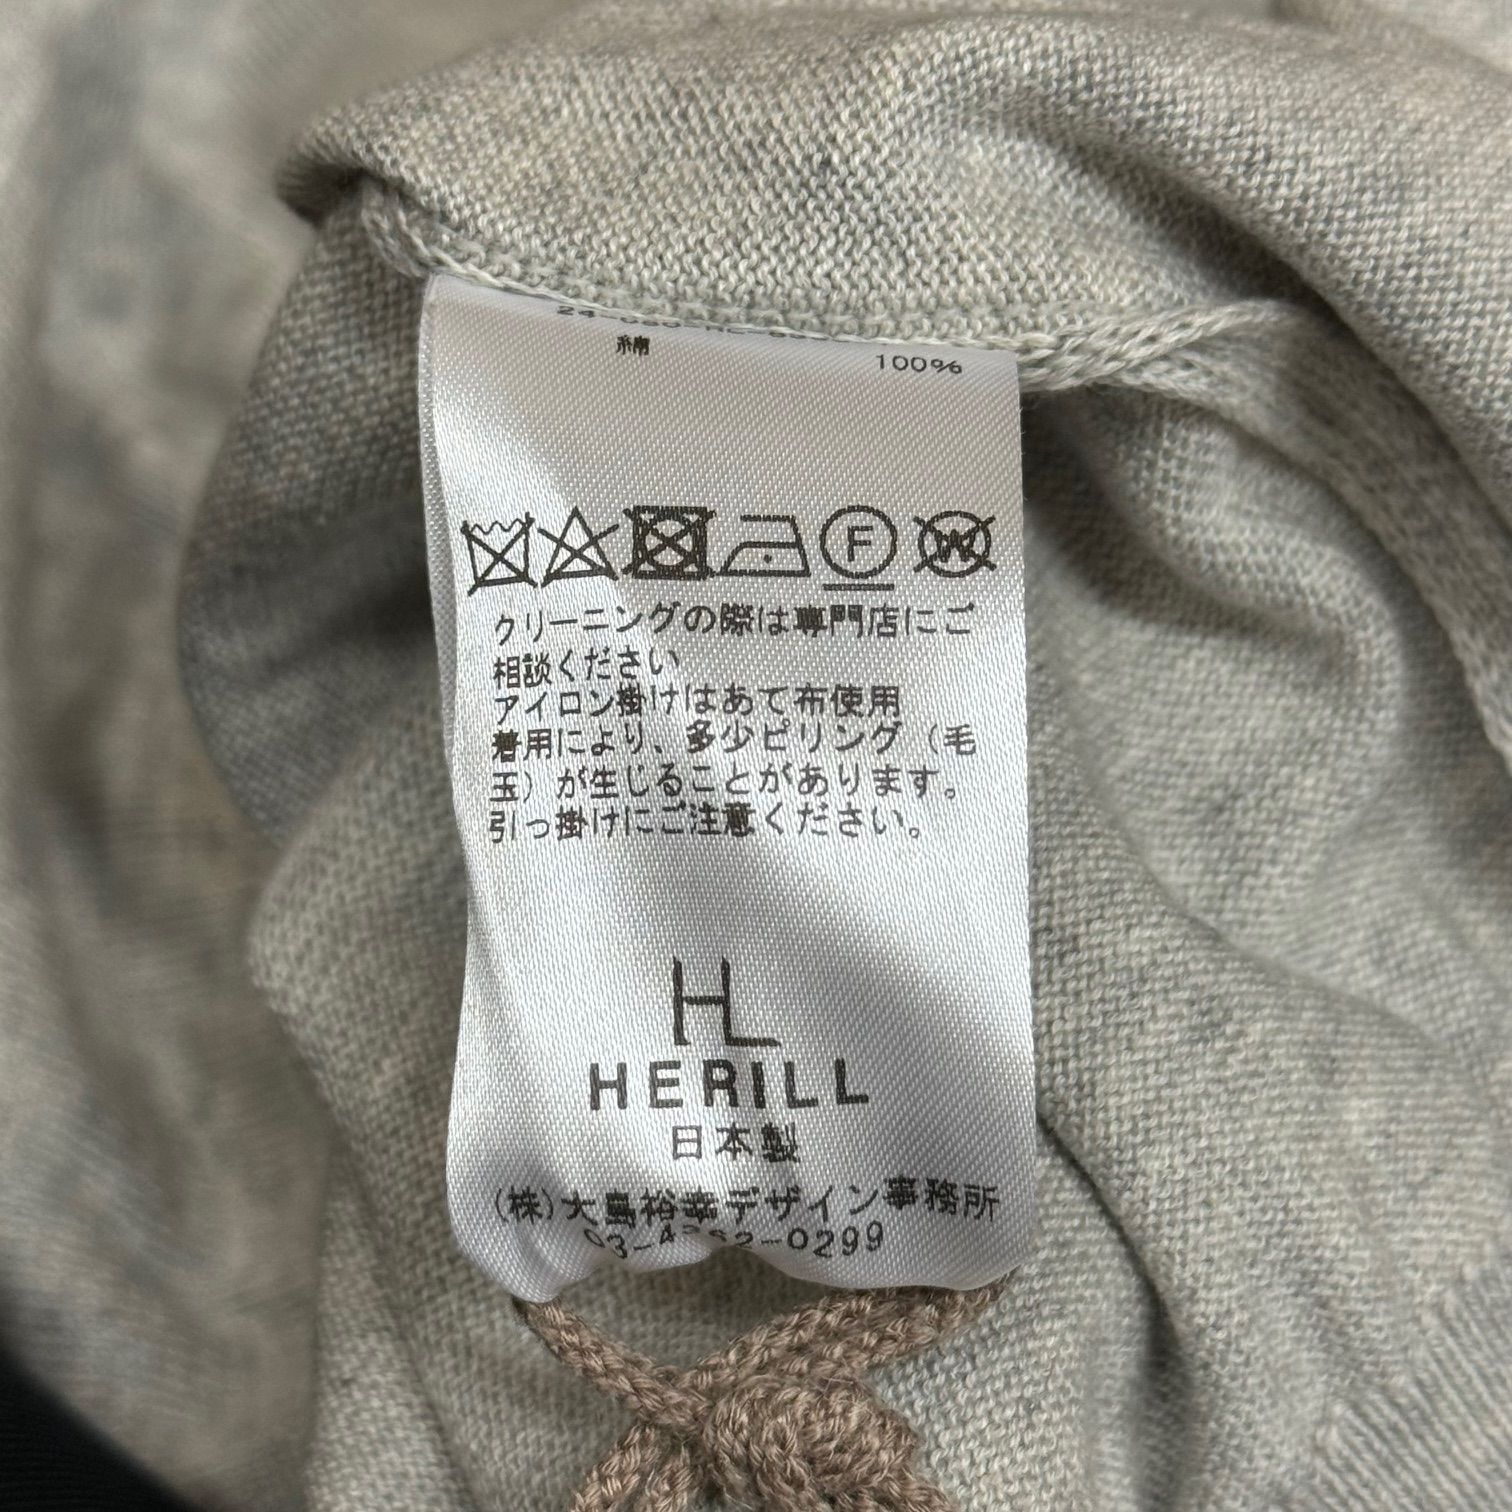 綿 100%
クリーニングの際は専門店にご
相談ください
アイロン掛けはあて布使用
着用により、多少ピリング（毛
玉）が生じることがあります。
引っ掛けにご注意ください。
HL
HERILL
日本製
(株)大島裕幸デザイン事務所